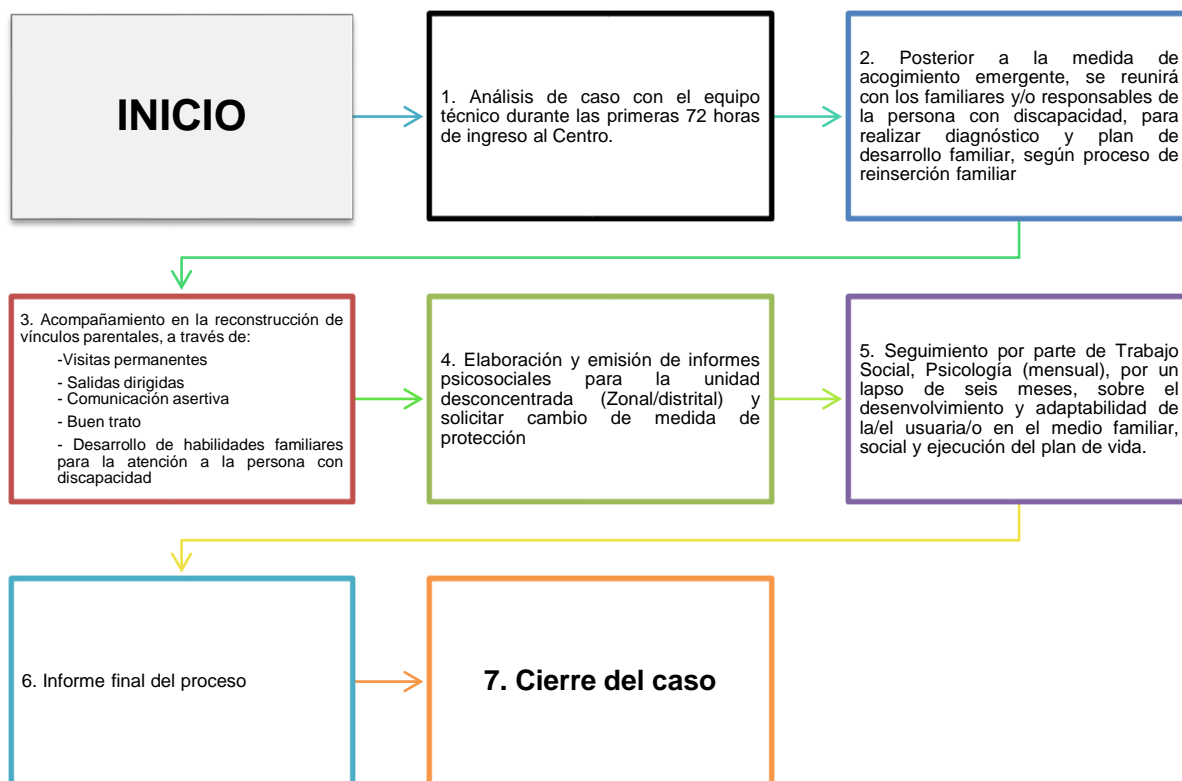 INICIO
1. Análisis de caso con el equipo
técnico durante las primeras 72 horas
de ingreso al Centro.
2. Posterior a la medida de
acogimiento emergente, se reunirá
con los familiares y/o responsables de
la persona con discapacidad, para
realizar diagnóstico y plan de
desarrollo familiar, según proceso de
reinserción familiar
3. Acompañamiento en la reconstrucción de
vínculos parentales, a través de:
-Visitas permanentes
- Salidas dirigidas
- Comunicación asertiva
- Buen trato
- Desarrollo de habilidades familiares
para la atención a la persona con
discapacidad
4. Elaboración y emisión de informes
psicosociales para la unidad
desconcentrada (Zonal/distrital) y
solicitar cambio de medida de
protección
5. Seguimiento por parte de Trabajo
Social, Psicología (mensual), por un
lapso de seis meses, sobre el
desenvolvimiento y adaptabilidad de
la/el usuaria/o en el medio familiar,
social y ejecución del plan de vida.
6. Informe final del proceso
7. Cierre del caso